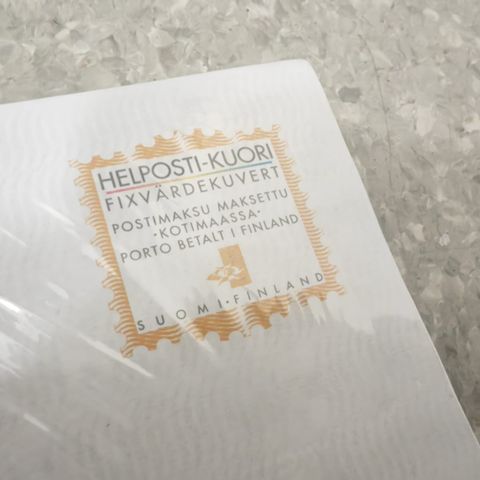 HELPOSTI-KUORI
FIXVÄRDEKUVERT
POSTIMAKSU MAKSETTU
·KOTIMAASSA·
PORTO BETALT I FINLAND
SUOMI·FINLAND